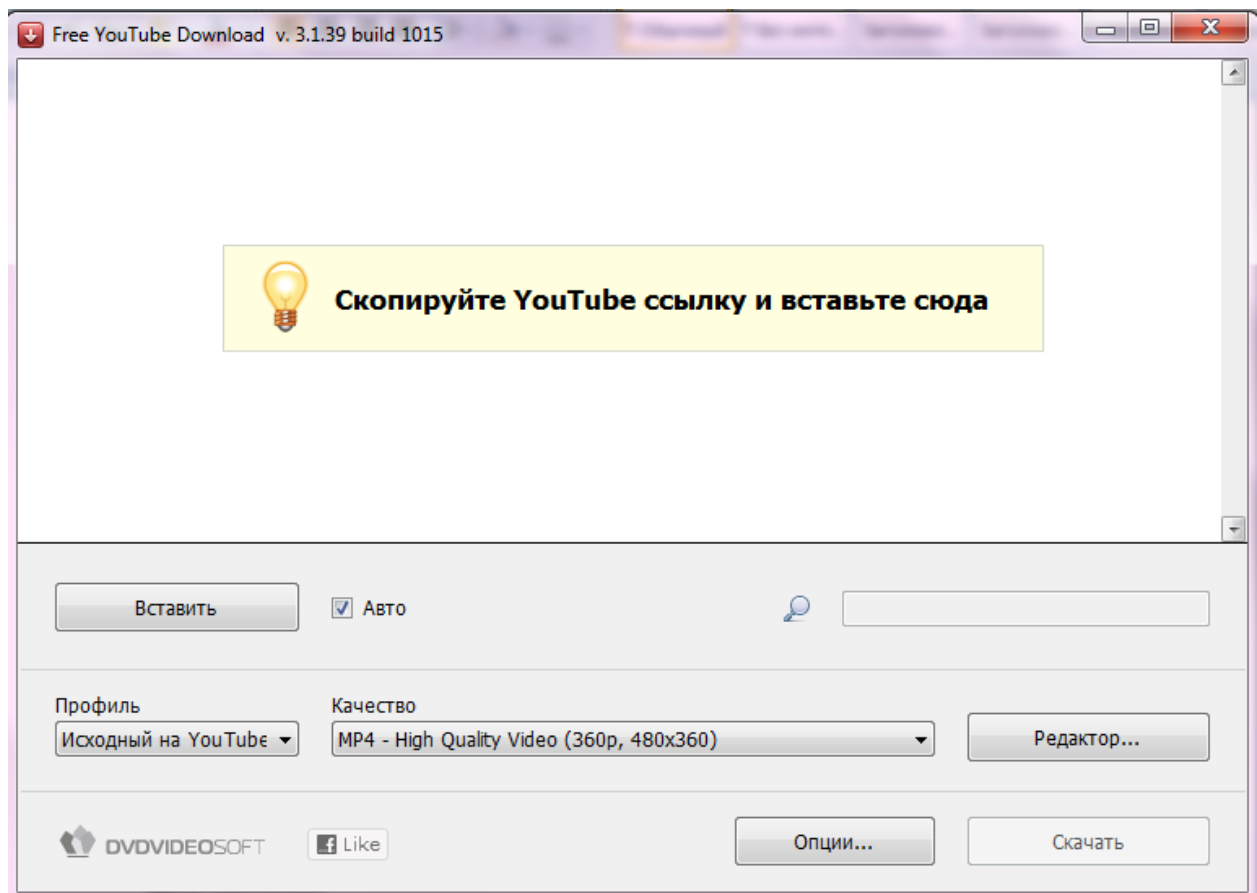 Free YouTube Download v. 3.1.39 build 1015
Скопируйте YouTube ссылку и вставьте сюда
Вставить
Авто
Профиль
Качество
Исходный на YouTube
MP4 - High Quality Video (360p, 480x360)
Редактор...
DVDVIDEOSOFT
Like
Опции...
Скачать